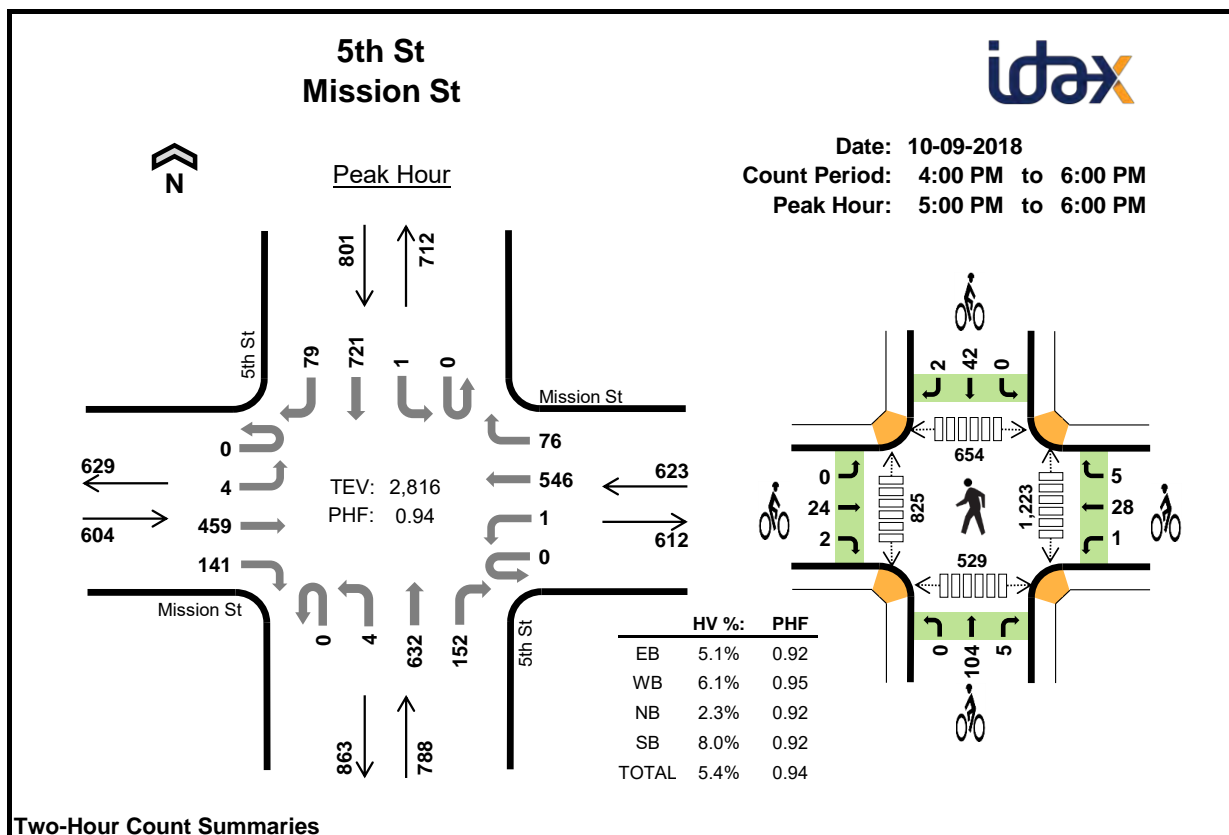 5th St
Mission St
idax
Date: 10-09-2018
Count Period: 4:00 PM to 6:00 PM
Peak Hour: 5:00 PM to 6:00 PM
N
Peak Hour
801
712
5th St
79
721
1
0
Mission St
0
4
459
141
629
604
TEV: 2,816
PHF: 0.94
76
546
1
0
623
612
Mission St
0
4
632
152
5th St
863
788
HV %: PHF
EB 5.1% 0.92
WB 6.1% 0.95
NB 2.3% 0.92
SB 8.0% 0.92
TOTAL 5.4% 0.94
2
42
0
654
0
24
2
825
1,223
5
28
1
529
0
104
5
Two-Hour Count Summaries